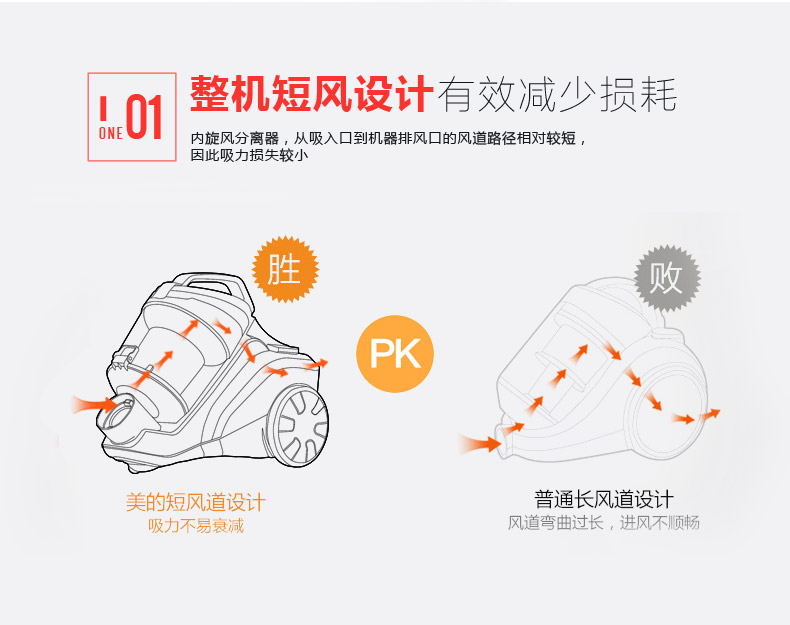 01
ONE
整机短风设计有效减少损耗
内旋风分离器，从吸入口到机器排风口的风道路径相对较短，
因此吸力损失较小
胜
败
PK
美的短风道设计
吸力不易衰减
普通长风道设计
风道弯曲过长，进风不顺畅